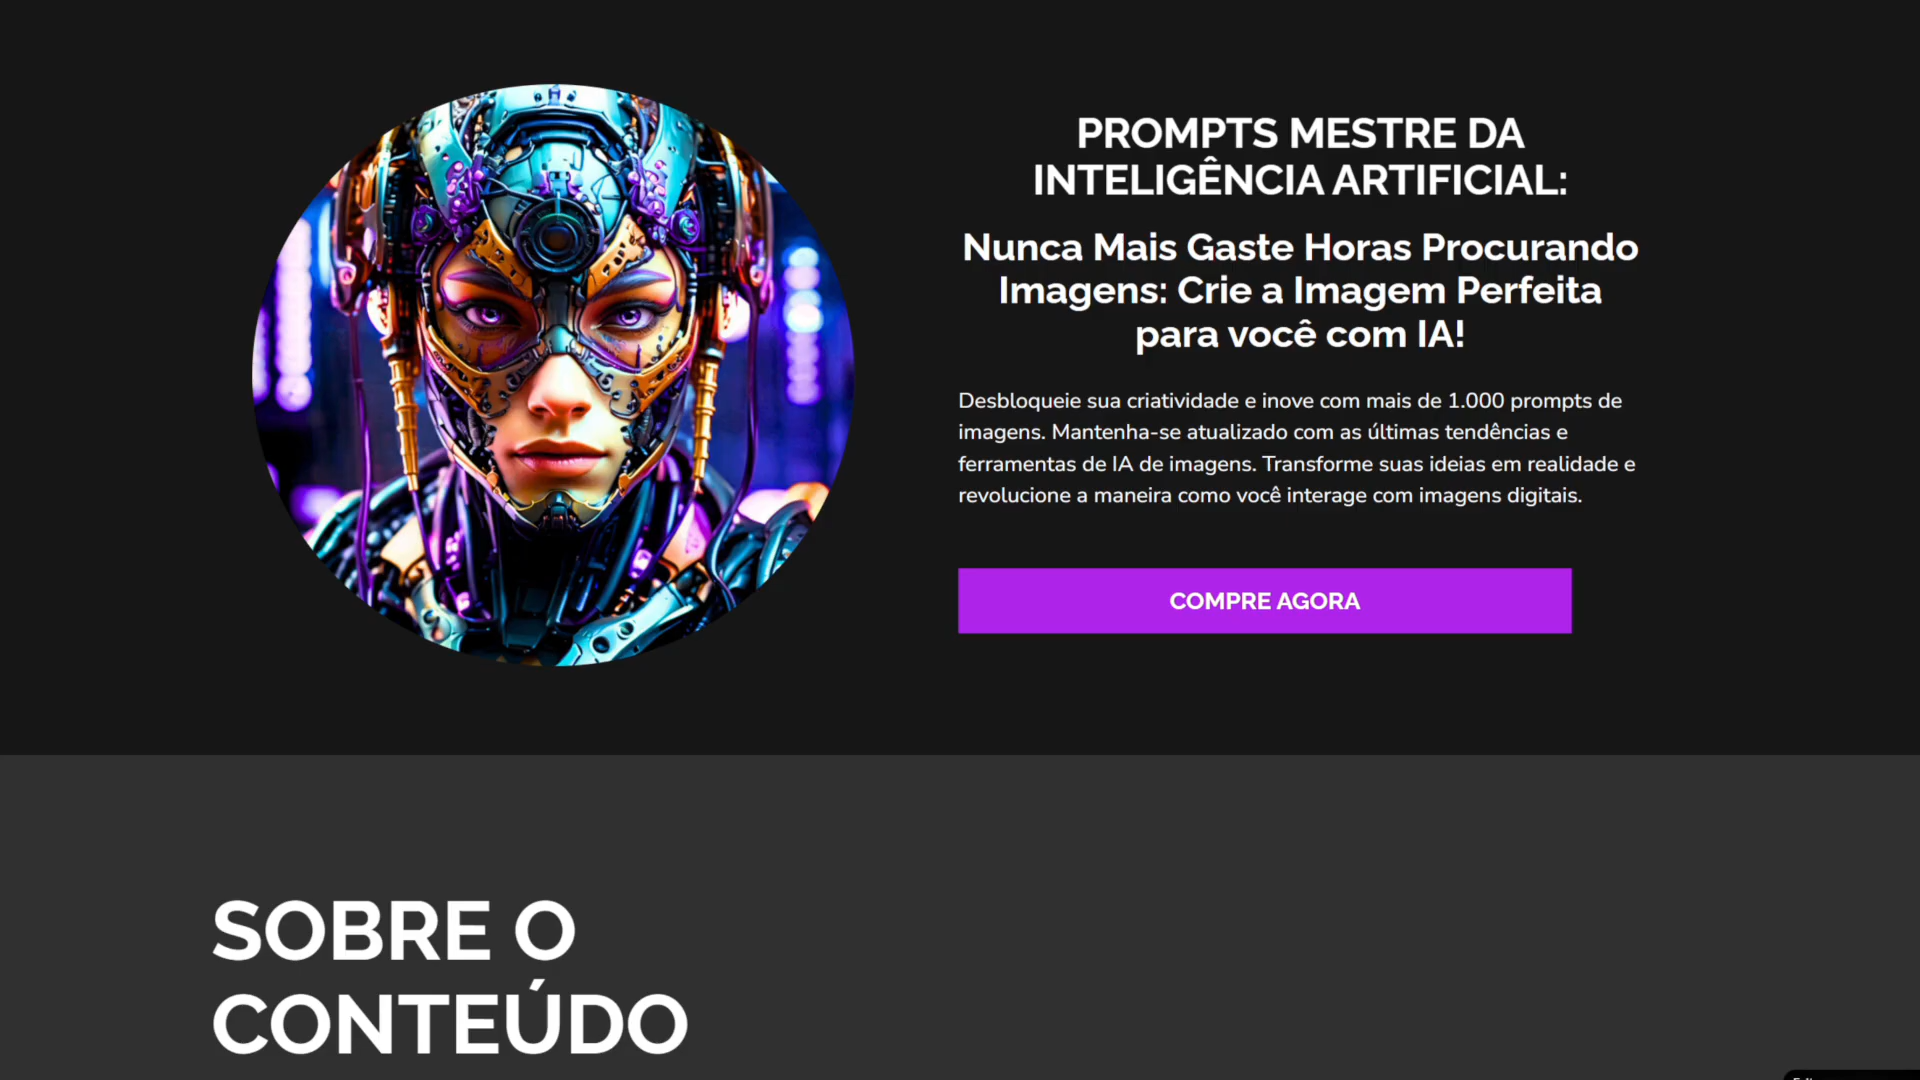 PROMPTS MESTRE DA
INTELIGÊNCIA ARTIFICIAL:
Nunca Mais Gaste Horas Procurando
Imagens: Crie a Imagem Perfeita
para você com IA!
Desbloqueie sua criatividade e inove com mais de 1.000 prompts de
imagens. Mantenha-se atualizado com as últimas tendências e
ferramentas de IA de imagens. Transforme suas ideias em realidade e
revolucione a maneira como você interage com imagens digitais.
COMPRE AGORA
SOBRE O
CONTEÚDO